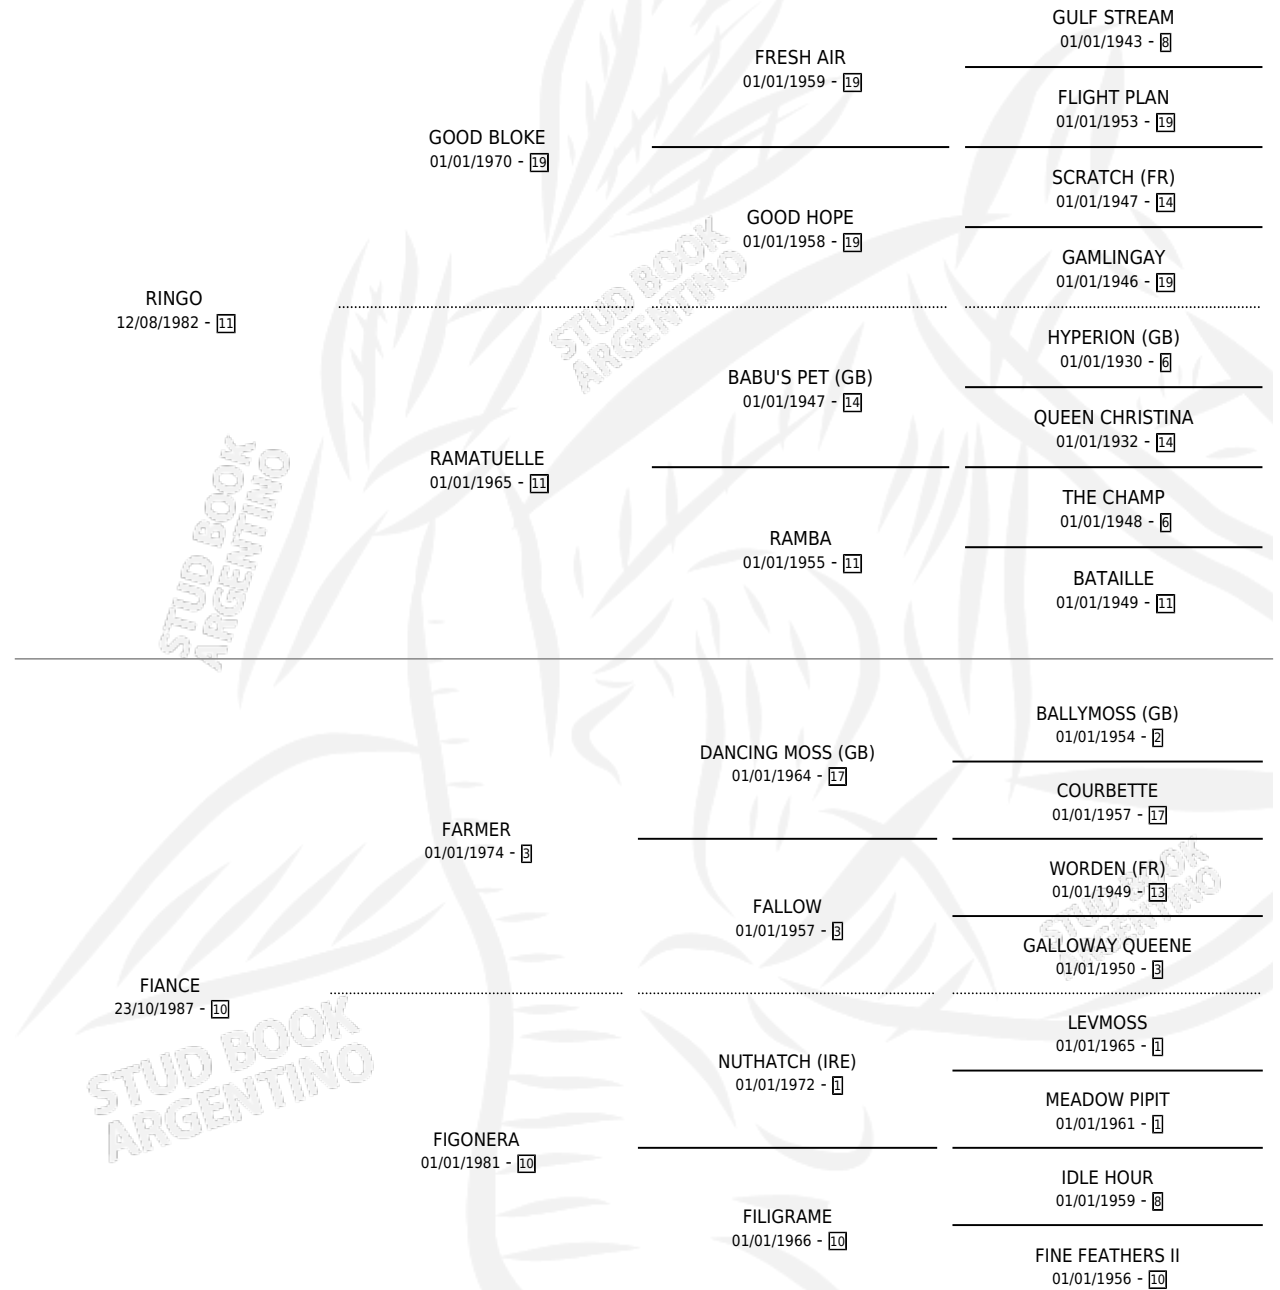 GULF STREAM
01/01/1943 - 8
FRESH AIR
01/01/1959 - 19
FLIGHT PLAN
01/01/1953 - 19
GOOD BLOKE
01/01/1970 - 19
SCRATCH (FR)
01/01/1947 - 14
GOOD HOPE
01/01/1958 - 19
GAMLINGAY
01/01/1946 - 19
RINGO
12/08/1982 - 11
HYPERION (GB)
01/01/1930 - 6
BABU'S PET (GB)
01/01/1947 - 14
QUEEN CHRISTINA
01/01/1932 - 14
RAMATUELLE
01/01/1965 - 11
THE CHAMP
01/01/1948 - 6
RAMBA
01/01/1955 - 11
BATAILLE
01/01/1949 - 11
BALLYMOSS (GB)
01/01/1954 - 2
DANCING MOSS (GB)
01/01/1964 - 17
COURBETTE
01/01/1957 - 17
FARMER
01/01/1974 - 3
WORDEN (FR)
01/01/1949 - 13
FALLOW
01/01/1957 - 3
GALLOWAY QUEENE
01/01/1950 - 3
FIANCE
23/10/1987 - 10
LEVMOSS
01/01/1965 - 1
NUTHATCH (IRE)
01/01/1972 - 1
MEADOW PIPIT
01/01/1961 - 1
FIGONERA
01/01/1981 - 10
IDLE HOUR
01/01/1959 - 8
FILIGRAME
01/01/1966 - 10
FINE FEATHERS II
01/01/1956 - 10
STUD BOOK
ARGENTINO
STUD BOOK
ARGENTINO
STUD BOOK
ARGENTINO
STUD BOOK
ARGENTINO